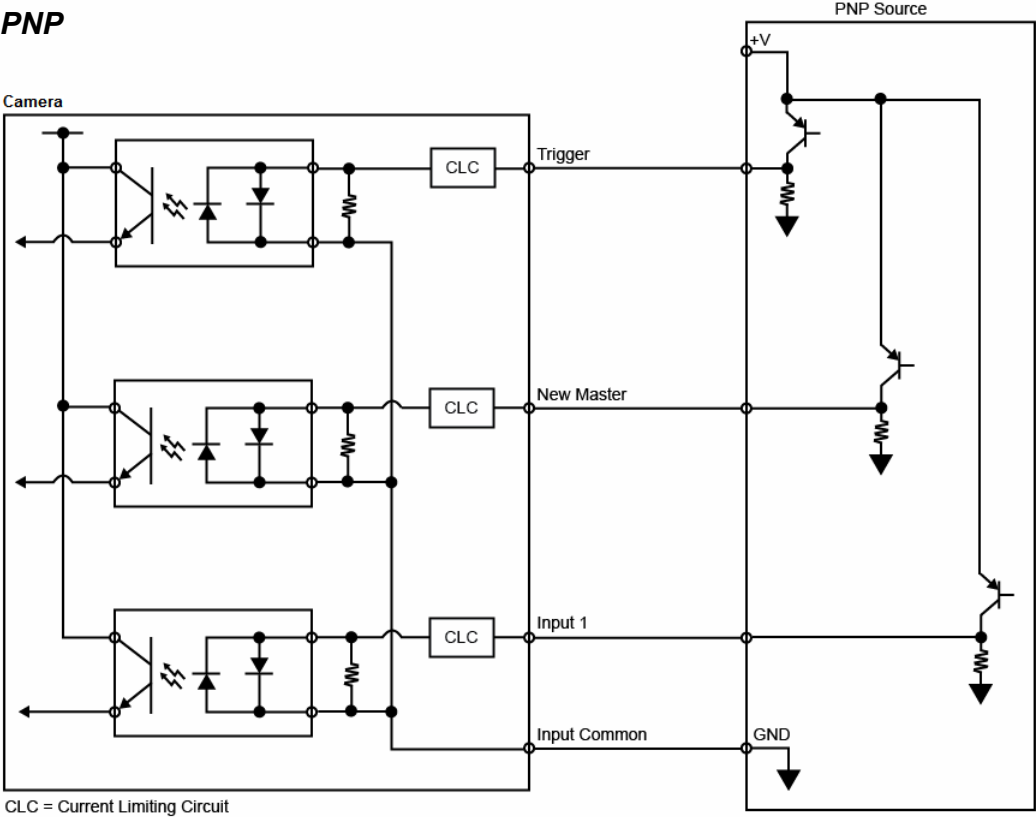 PNP
PNP Source
+V
Camera
CLC
Trigger
CLC
New Master
CLC
Input 1
Input Common
GND
CLC = Current Limiting Circuit